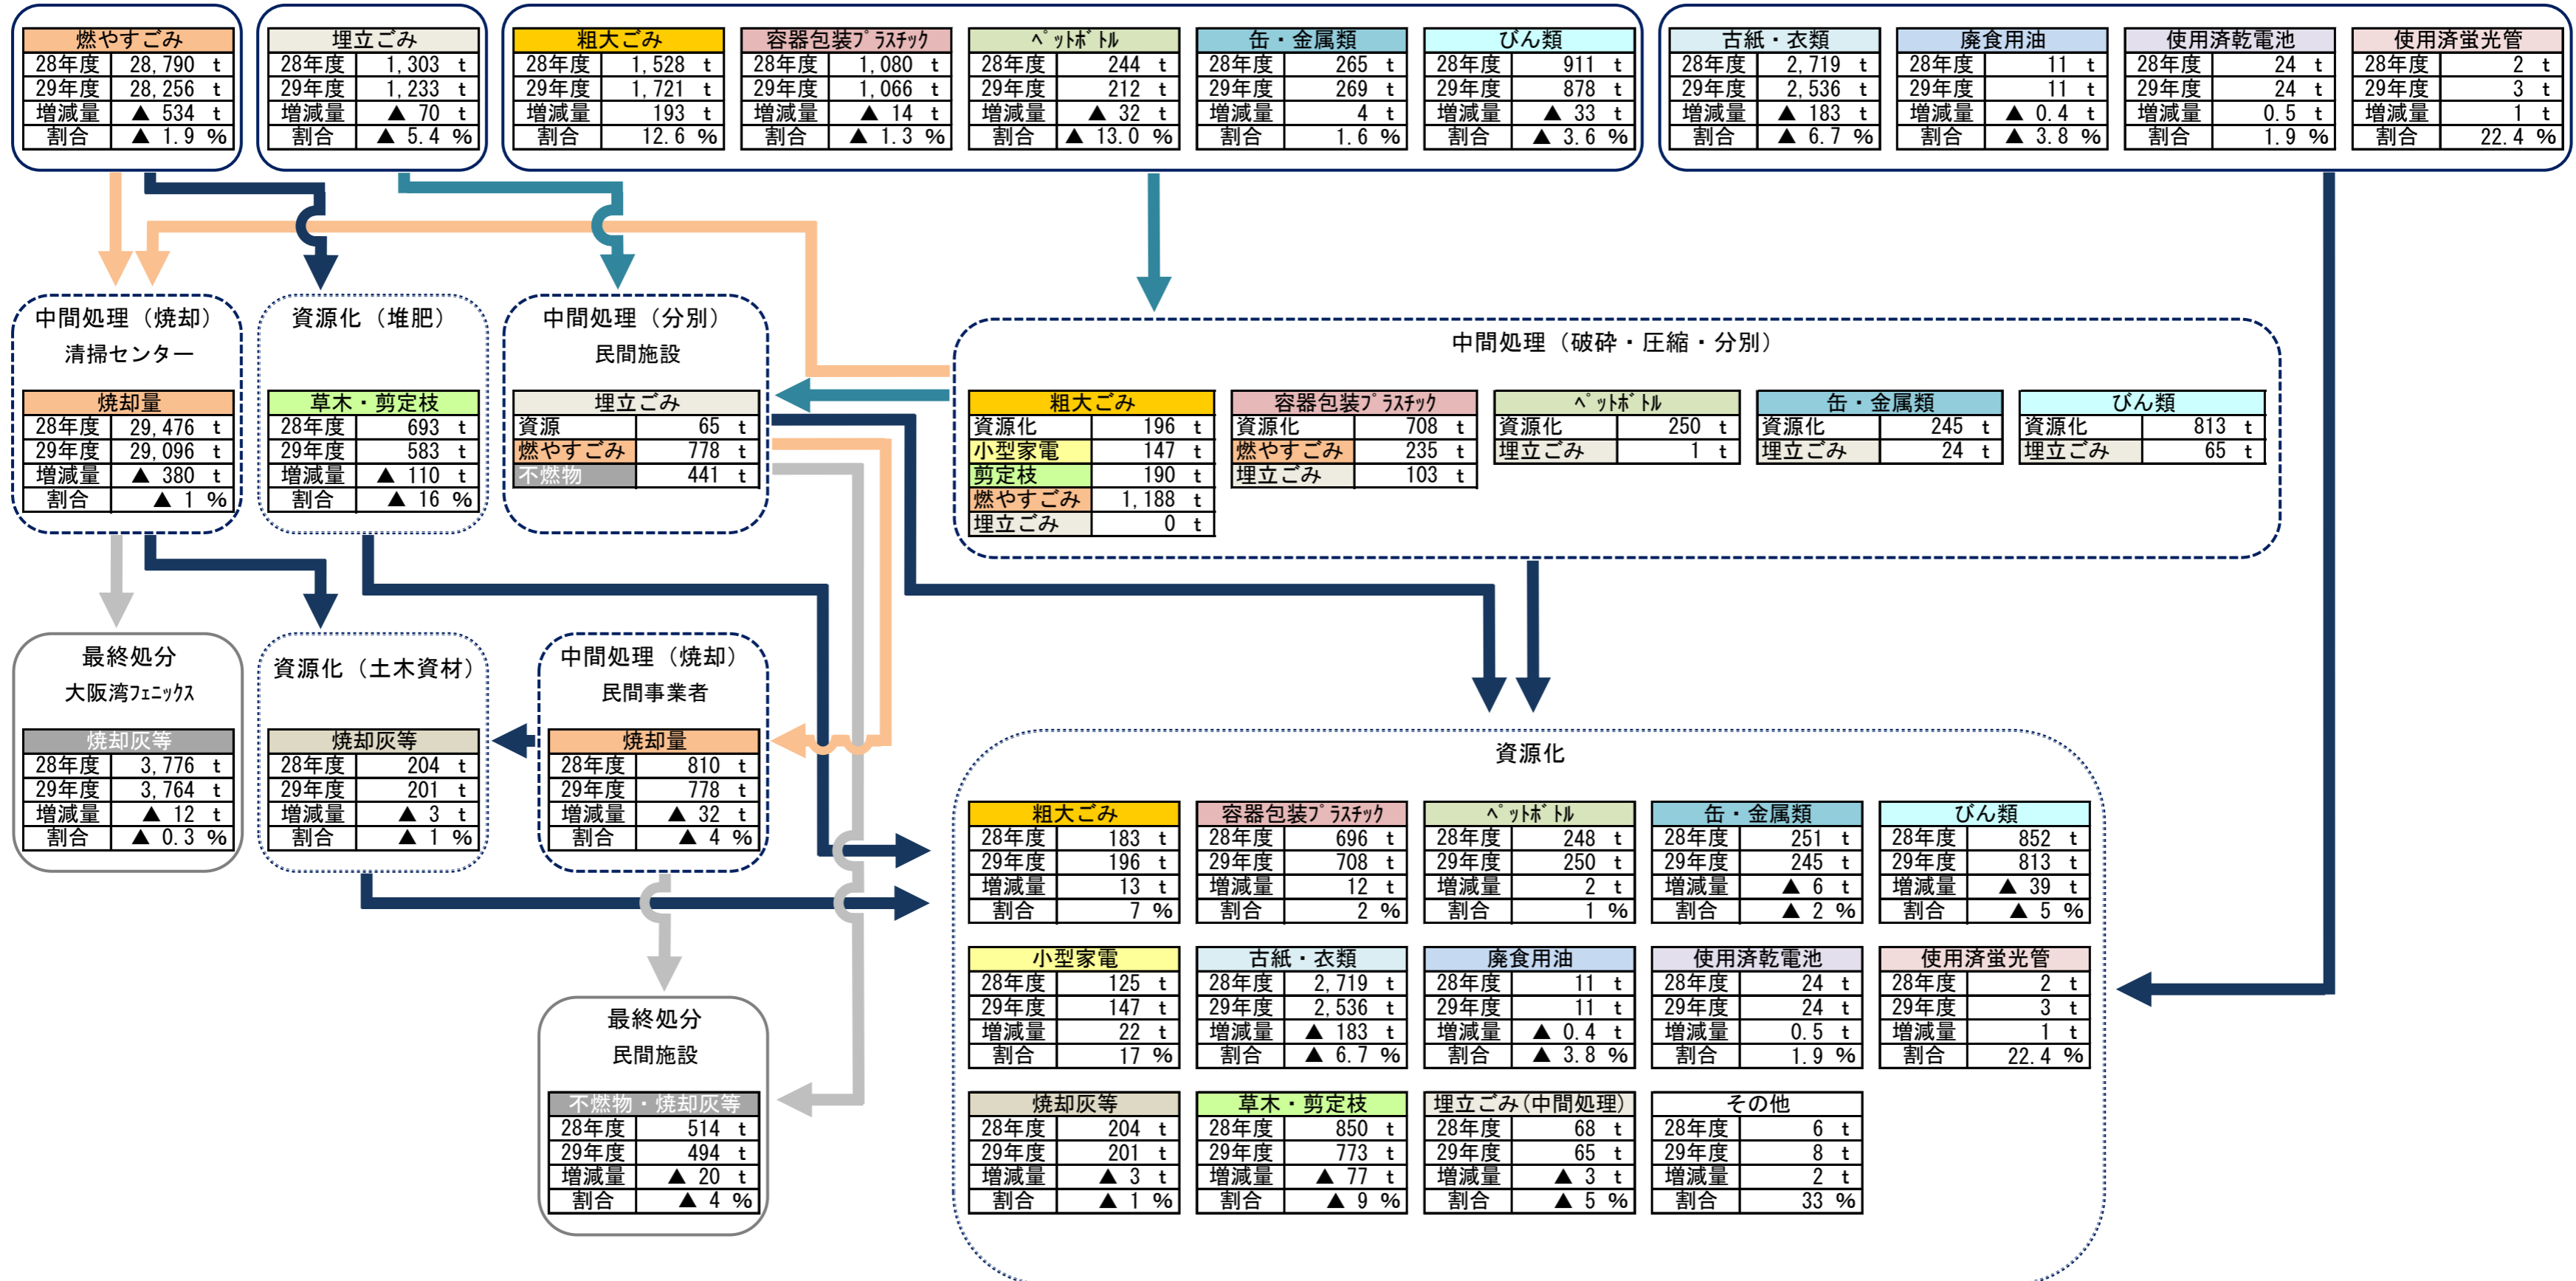 燃やすごみ
28年度 28,790 t
29年度 28,256 t
増減量 ▲ 534 t
割合 ▲ 1.9 %
埋立ごみ
28年度 1,303 t
29年度 1,233 t
増減量 ▲ 70 t
割合 ▲ 5.4 %
粗大ごみ
28年度 1,528 t
29年度 1,721 t
増減量 193 t
割合 12.6 %
容器包装プラスチック
28年度 1,080 t
29年度 1,066 t
増減量 ▲ 14 t
割合 ▲ 1.3 %
ペットボトル
28年度 244 t
29年度 212 t
増減量 ▲ 32 t
割合 ▲ 13.0 %
缶・金属類
28年度 265 t
29年度 269 t
増減量 4 t
割合 1.6 %
びん類
28年度 911 t
29年度 878 t
増減量 ▲ 33 t
割合 ▲ 3.6 %
古紙・衣類
28年度 2,719 t
29年度 2,536 t
増減量 ▲ 183 t
割合 ▲ 6.7 %
廃食用油
28年度 11 t
29年度 11 t
増減量 ▲ 0.4 t
割合 ▲ 3.8 %
使用済乾電池
28年度 24 t
29年度 24 t
増減量 0.5 t
割合 1.9 %
使用済蛍光管
28年度 2 t
29年度 3 t
増減量 1 t
割合 22.4 %
中間処理（焼却）
清掃センター
焼却量
28年度 29,476 t
29年度 29,096 t
増減量 ▲ 380 t
割合 ▲ 1 %
資源化（堆肥）
草木・剪定枝
28年度 693 t
29年度 583 t
増減量 ▲ 110 t
割合 ▲ 16 %
中間処理（分別）
民間施設
埋立ごみ
資源 65 t
燃やすごみ 778 t
不燃物 441 t
中間処理（破砕・圧縮・分別）
粗大ごみ
資源化 196 t
小型家電 147 t
剪定枝 190 t
燃やすごみ 1,188 t
埋立ごみ 0 t
容器包装プラスチック
資源化 708 t
燃やすごみ 235 t
埋立ごみ 103 t
ペットボトル
資源化 250 t
埋立ごみ 1 t
缶・金属類
資源化 245 t
埋立ごみ 24 t
びん類
資源化 813 t
埋立ごみ 65 t
最終処分
大阪湾フェニックス
焼却灰等
28年度 3,776 t
29年度 3,764 t
増減量 ▲ 12 t
割合 ▲ 0.3 %
資源化（土木資材）
焼却灰等
28年度 204 t
29年度 201 t
増減量 ▲ 3 t
割合 ▲ 1 %
中間処理（焼却）
民間事業者
焼却量
28年度 810 t
29年度 778 t
増減量 ▲ 32 t
割合 ▲ 4 %
最終処分
民間施設
不燃物・焼却灰等
28年度 514 t
29年度 494 t
増減量 ▲ 20 t
割合 ▲ 4 %
資源化
粗大ごみ
28年度 183 t
29年度 196 t
増減量 13 t
割合 7 %
容器包装プラスチック
28年度 696 t
29年度 708 t
増減量 12 t
割合 2 %
ペットボトル
28年度 248 t
29年度 250 t
増減量 2 t
割合 1 %
缶・金属類
28年度 251 t
29年度 245 t
増減量 ▲ 6 t
割合 ▲ 2 %
びん類
28年度 852 t
29年度 813 t
増減量 ▲ 39 t
割合 ▲ 5 %
小型家電
28年度 125 t
29年度 147 t
増減量 22 t
割合 17 %
古紙・衣類
28年度 2,719 t
29年度 2,536 t
増減量 ▲ 183 t
割合 ▲ 6.7 %
廃食用油
28年度 11 t
29年度 11 t
増減量 ▲ 0.4 t
割合 ▲ 3.8 %
使用済乾電池
28年度 24 t
29年度 24 t
増減量 0.5 t
割合 1.9 %
使用済蛍光管
28年度 2 t
29年度 3 t
増減量 1 t
割合 22.4 %
焼却灰等
28年度 204 t
29年度 201 t
増減量 ▲ 3 t
割合 ▲ 1 %
草木・剪定枝
28年度 850 t
29年度 773 t
増減量 ▲ 77 t
割合 ▲ 9 %
埋立ごみ(中間処理)
28年度 68 t
29年度 65 t
増減量 ▲ 3 t
割合 ▲ 5 %
その他
28年度 6 t
29年度 8 t
増減量 2 t
割合 33 %